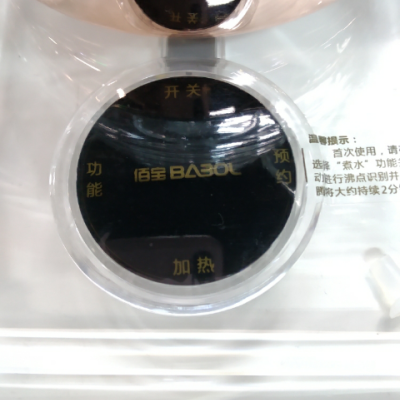 开关
功能
佰宝 BABOL
预约
加热
温馨提示：
首次使用，请
选择“煮水”功能
运行沸点识别并
将大约持续2分